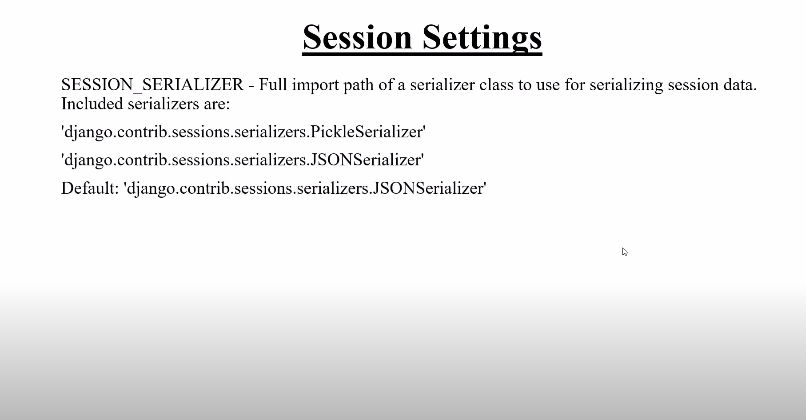 Session Settings
SESSION_SERIALIZER - Full import path of a serializer class to use for serializing session data.
Included serializers are:
'django.contrib.sessions.serializers.PickleSerializer'
'django.contrib.sessions.serializers.JSONSerializer'
Default: 'django.contrib.sessions.serializers.JSONSerializer'